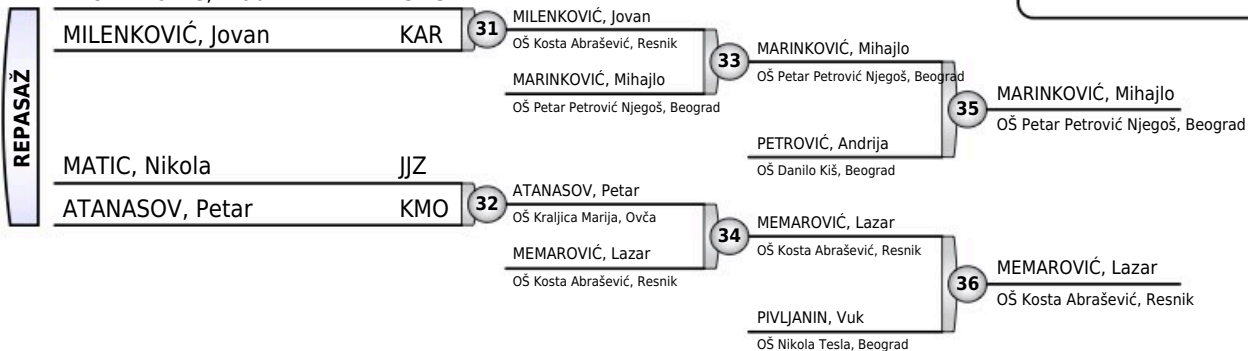 REPASAŽ
MILENKOVIĆ, Jovan KAR
MATIC, Nikola JJZ
ATANASOV, Petar KMO
31
MILENKOVIĆ, Jovan
OŠ Kosta Abrašević, Resnik
MARINKOVIĆ, Mihajlo
OŠ Petar Petrović Njegoš, Beograd
32
ATANASOV, Petar
OŠ Kraljica Marija, Ovča
MEMAROVIĆ, Lazar
OŠ Kosta Abrašević, Resnik
33
MARINKOVIĆ, Mihajlo
OŠ Petar Petrović Njegoš, Beograd
PETROVIĆ, Andrija
OŠ Danilo Kiš, Beograd
34
MEMAROVIĆ, Lazar
OŠ Kosta Abrašević, Resnik
PIVLJANIN, Vuk
OŠ Nikola Tesla, Beograd
35
MARINKOVIĆ, Mihajlo
OŠ Petar Petrović Njegoš, Beograd
36
MEMAROVIĆ, Lazar
OŠ Kosta Abrašević, Resnik